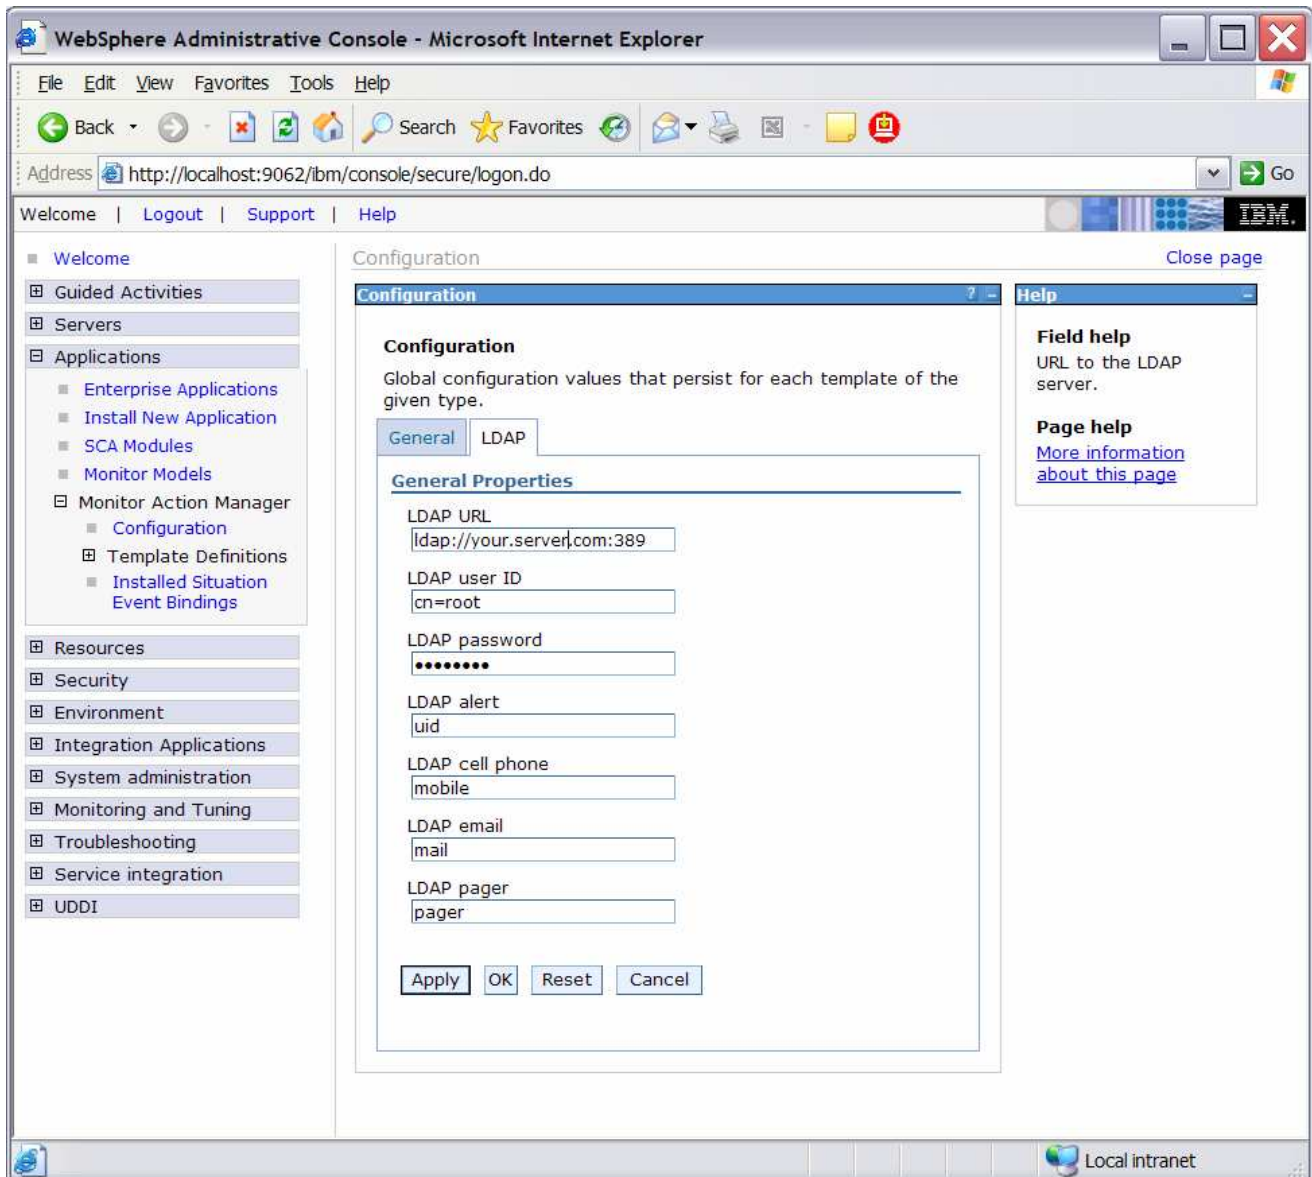 WebSphere Administrative Console - Microsoft Internet Explorer
File Edit View Favorites Tools Help
Back Search Favorites
Address http://localhost:9062/ibm/console/secure/logon.do Go
Welcome | Logout | Support | Help IBM.
Welcome
Guided Activities
Servers
Applications
Enterprise Applications
Install New Application
SCA Modules
Monitor Models
Monitor Action Manager
Configuration
Template Definitions
Installed Situation
Event Bindings
Resources
Security
Environment
Integration Applications
System administration
Monitoring and Tuning
Troubleshooting
Service integration
UDDI
Configuration Close page
Configuration ? -
Configuration
Global configuration values that persist for each template of the
given type.
General LDAP
General Properties
LDAP URL
ldap://your.server.com:389
LDAP user ID
cn=root
LDAP password
••••••••
LDAP alert
uid
LDAP cell phone
mobile
LDAP email
mail
LDAP pager
pager
Apply OK Reset Cancel
Help -
Field help
URL to the LDAP
server.
Page help
More information
about this page
Local intranet